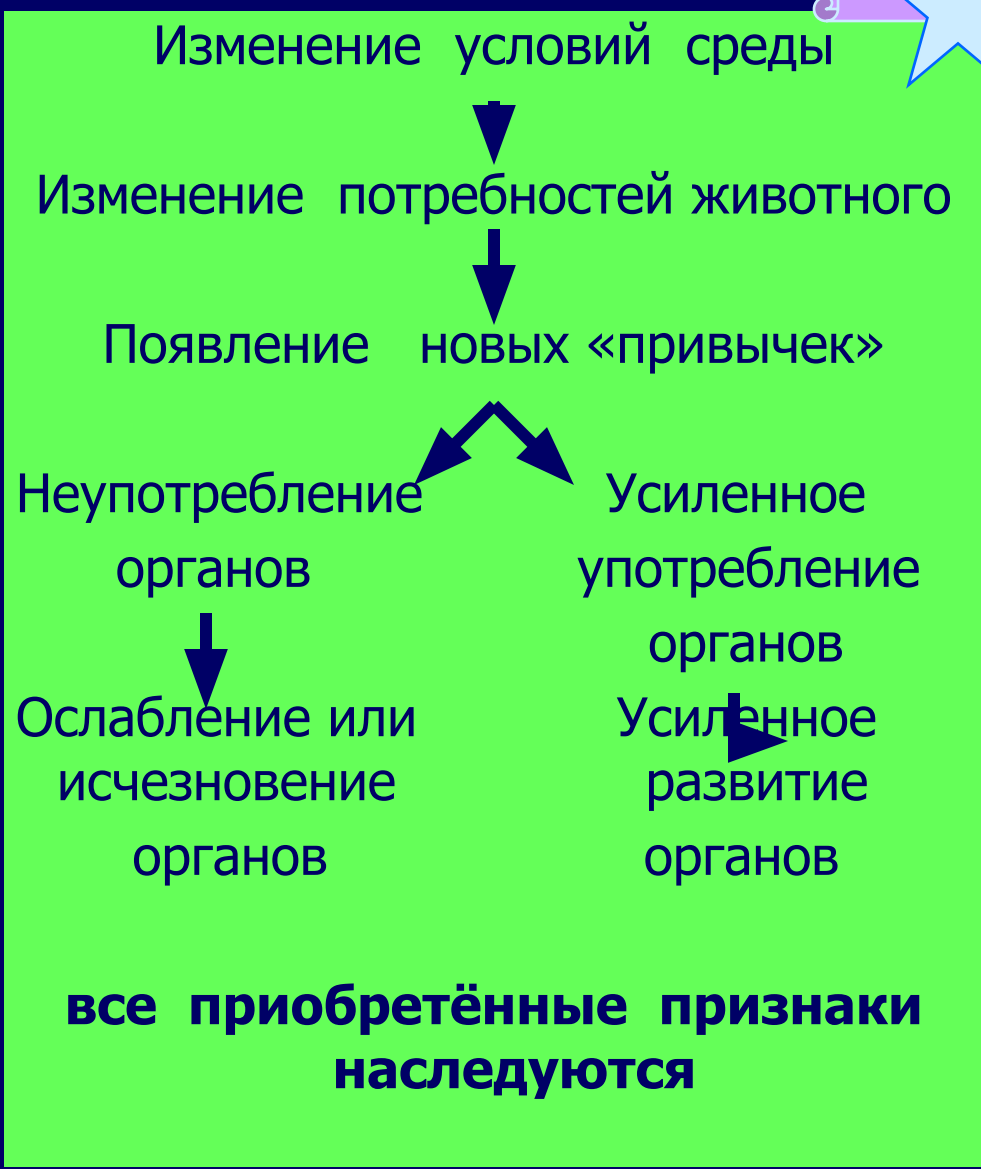 Изменение условий среды
Изменение потребностей животного
Появление новых «привычек»
Неупотребление Усиленное
органов употребление
органов
Ослабление или Усиленное
исчезновение развитие
органов органов
все приобретённые признаки
наследуются